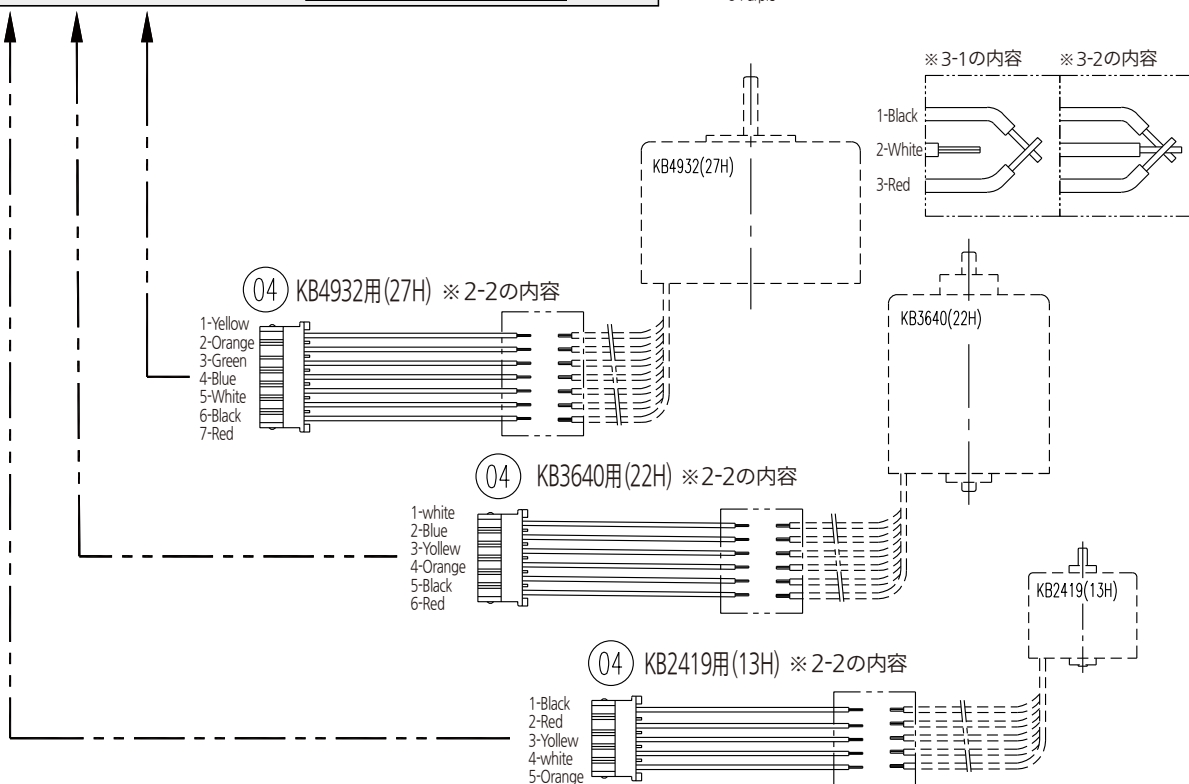 ※3-1の内容 ※3-2の内容
1-Black
2-White
3-Red
KB4932(27H)
04 KB4932用(27H) ※2-2の内容
1-Yellow
2-Orange
3-Green
4-Blue
5-White
6-Black
7-Red
KB3640(22H)
04 KB3640用(22H) ※2-2の内容
1-white
2-Blue
3-Yollew
4-Orange
5-Black
6-Red
KB2419(13H)
04 KB2419用(13H) ※2-2の内容
1-Black
2-Red
3-Yollew
4-white
5-Orange